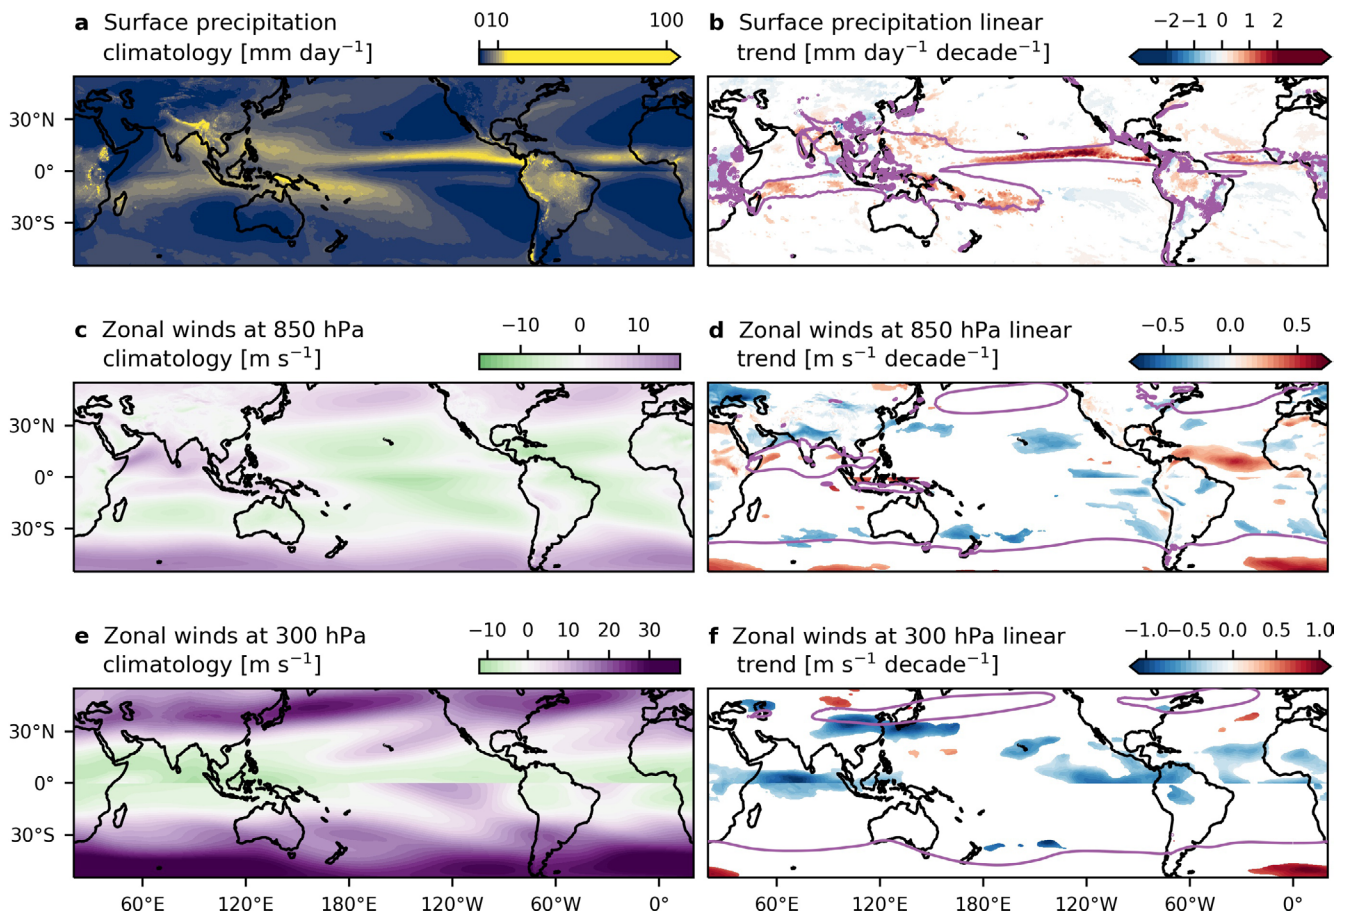 a Surface precipitation
climatology [mm day⁻¹]
010 100
b Surface precipitation linear
trend [mm day⁻¹ decade⁻¹]
−2 −1 0 1 2
30°N
0°
30°S
c Zonal winds at 850 hPa
climatology [m s⁻¹]
−10 0 10
d Zonal winds at 850 hPa linear
trend [m s⁻¹ decade⁻¹]
−0.5 0.0 0.5
30°N
0°
30°S
e Zonal winds at 300 hPa
climatology [m s⁻¹]
−10 0 10 20 30
f Zonal winds at 300 hPa linear
trend [m s⁻¹ decade⁻¹]
−1.0 −0.5 0.0 0.5 1.0
30°N
0°
30°S
60°E 120°E 180°E 120°W 60°W 0°
60°E 120°E 180°E 120°W 60°W 0°